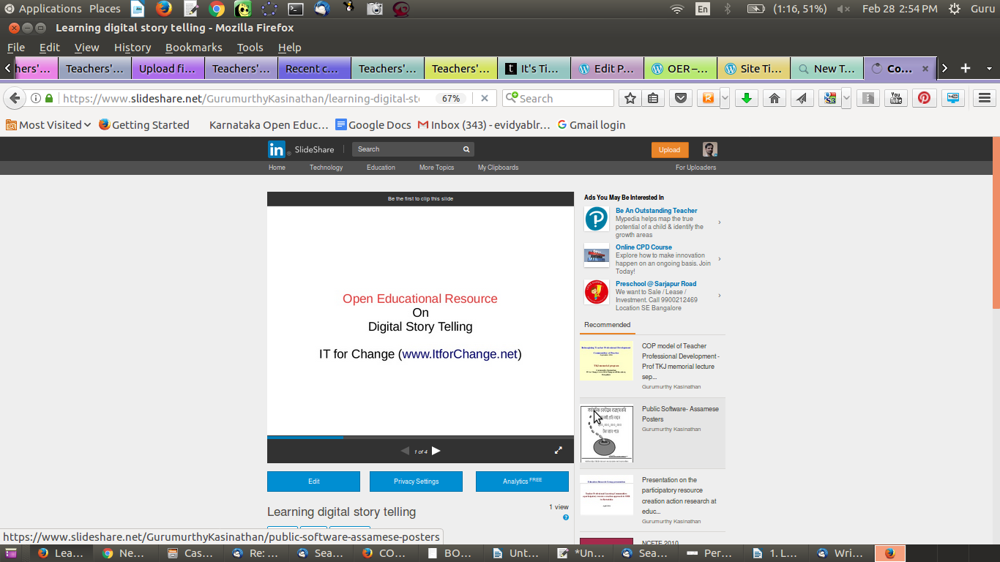 Applications Places
En
(1:16, 51%)
Feb 28 2:54 PM
Guru
Learning digital story telling - Mozilla Firefox
File Edit View History Bookmarks Tools Help
hers'...
Teachers'...
Upload fi...
Teachers'...
Recent c...
Teachers'...
Teachers'...
It's Ti...
Edit P...
OER –...
Site Ti...
New T...
Co...
https://www.slideshare.net/GurumurthyKasinathan/learning-digital-st
67%
Search
Most Visited
Getting Started
Karnataka Open Educ...
Google Docs
Inbox (343) - evidyablr...
Gmail login
in SlideShare
Search
Upload
Home
Technology
Education
More Topics
My Clipboards
For Uploaders
Be the first to clip this slide
Open Educational Resource
On
Digital Story Telling
IT for Change (www.ItforChange.net)
1 of 4
Edit
Privacy Settings
Analytics FREE
Learning digital story telling
1 view
Ads You May Be Interested In
Be An Outstanding Teacher
Mypedia helps map the true
potential of a child & identify the
growth areas
Online CPD Course
Explore how to make innovation
happen on an ongoing basis. Join
Today!
Preschool @ Sarjapur Road
We want to Sale / Lease /
Investment. Call 9900212469
Location SE Bangalore
Recommended
COP model of Teacher
Professional Development -
Prof TKJ memorial lecture
sep...
Gurumurthy Kasinathan
Public Software- Assamese
Posters
Gurumurthy Kasinathan
Presentation on the
participatory resource
creation action research at
educ...
Gurumurthy Kasinathan
NCETE 2010
https://www.slideshare.net/GurumurthyKasinathan/public-software-assamese-posters
Lea...
Ne...
Cas...
Re: ...
Sea...
CO...
BO...
Unt...
*Un...
Sea...
Per...
1. L...
Wri...